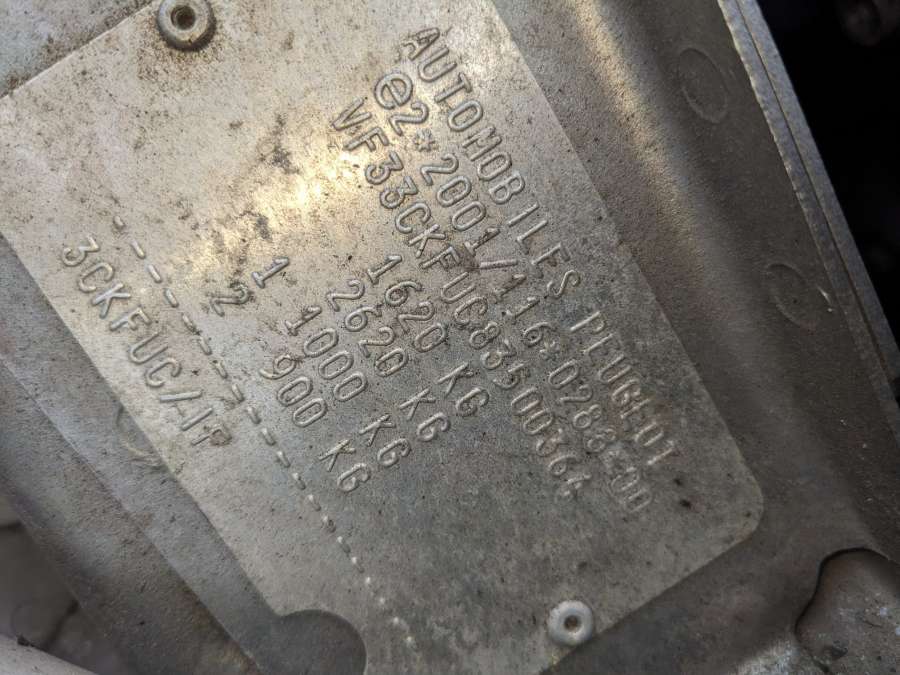 AUTOMOBILES PEUGEOT
e2*2001/116*0288*00
VF33CKFUC83500364
1620 KG
2620 KG
1 1000 KG
2 900 KG
3CKFUC/IF